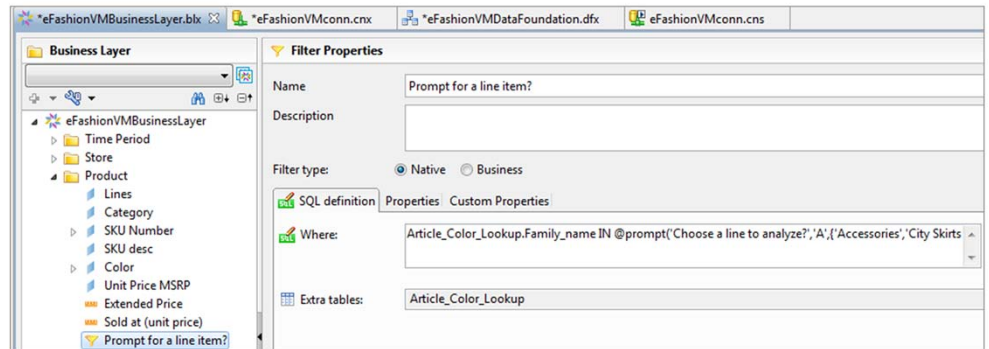 *eFashionVMBusinessLayer.blx
*eFashionVMconn.cnx
*eFashionVMDataFoundation.dfx
eFashionVMconn.cns
Business Layer
eFashionVMBusinessLayer
Time Period
Store
Product
Lines
Category
SKU Number
SKU desc
Color
Unit Price MSRP
Extended Price
Sold at (unit price)
Prompt for a line item?
Filter Properties
Name
Prompt for a line item?
Description
Filter type:
Native
Business
SQL definition
Properties
Custom Properties
Where:
Article_Color_Lookup.Family_name IN @prompt('Choose a line to analyze?','A',{'Accessories','City Skirts
Extra tables:
Article_Color_Lookup